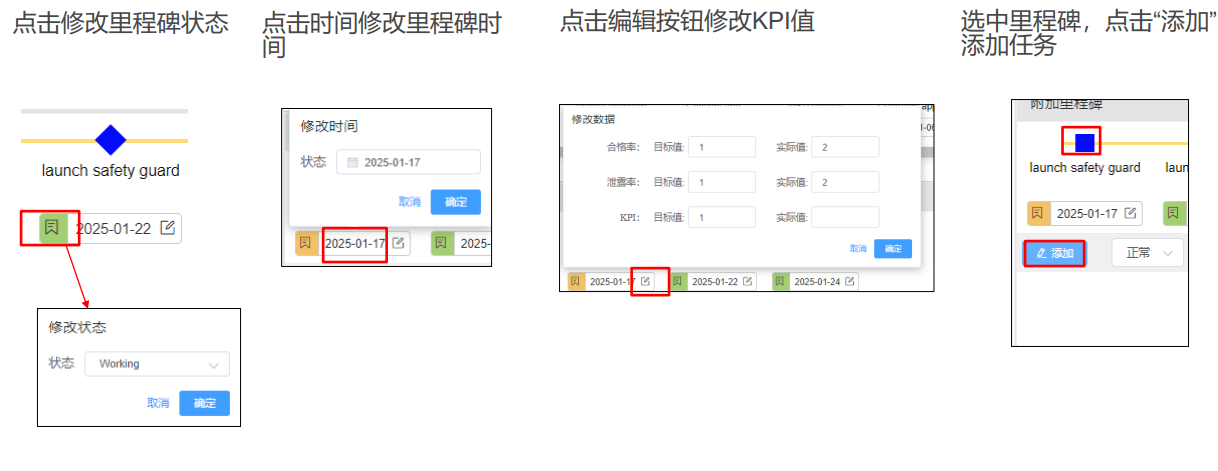 点击修改里程碑状态
launch safety guard
2025-01-22
修改状态
状态 Working
取消 确定
点击时间修改里程碑时
间
修改时间
状态 2025-01-17
取消 确定
2025-01-17 2025-
点击编辑按钮修改KPI值
修改数据
合格率: 目标值: 1 实际值: 2
泄露率: 目标值: 1 实际值: 2
KPI: 目标值: 1 实际值:
取消 确定
2025-01-17 2025-01-22 2025-01-24
选中里程碑，点击“添加”
添加任务
附加里程碑
launch safety guard laun
2025-01-17
添加 正常